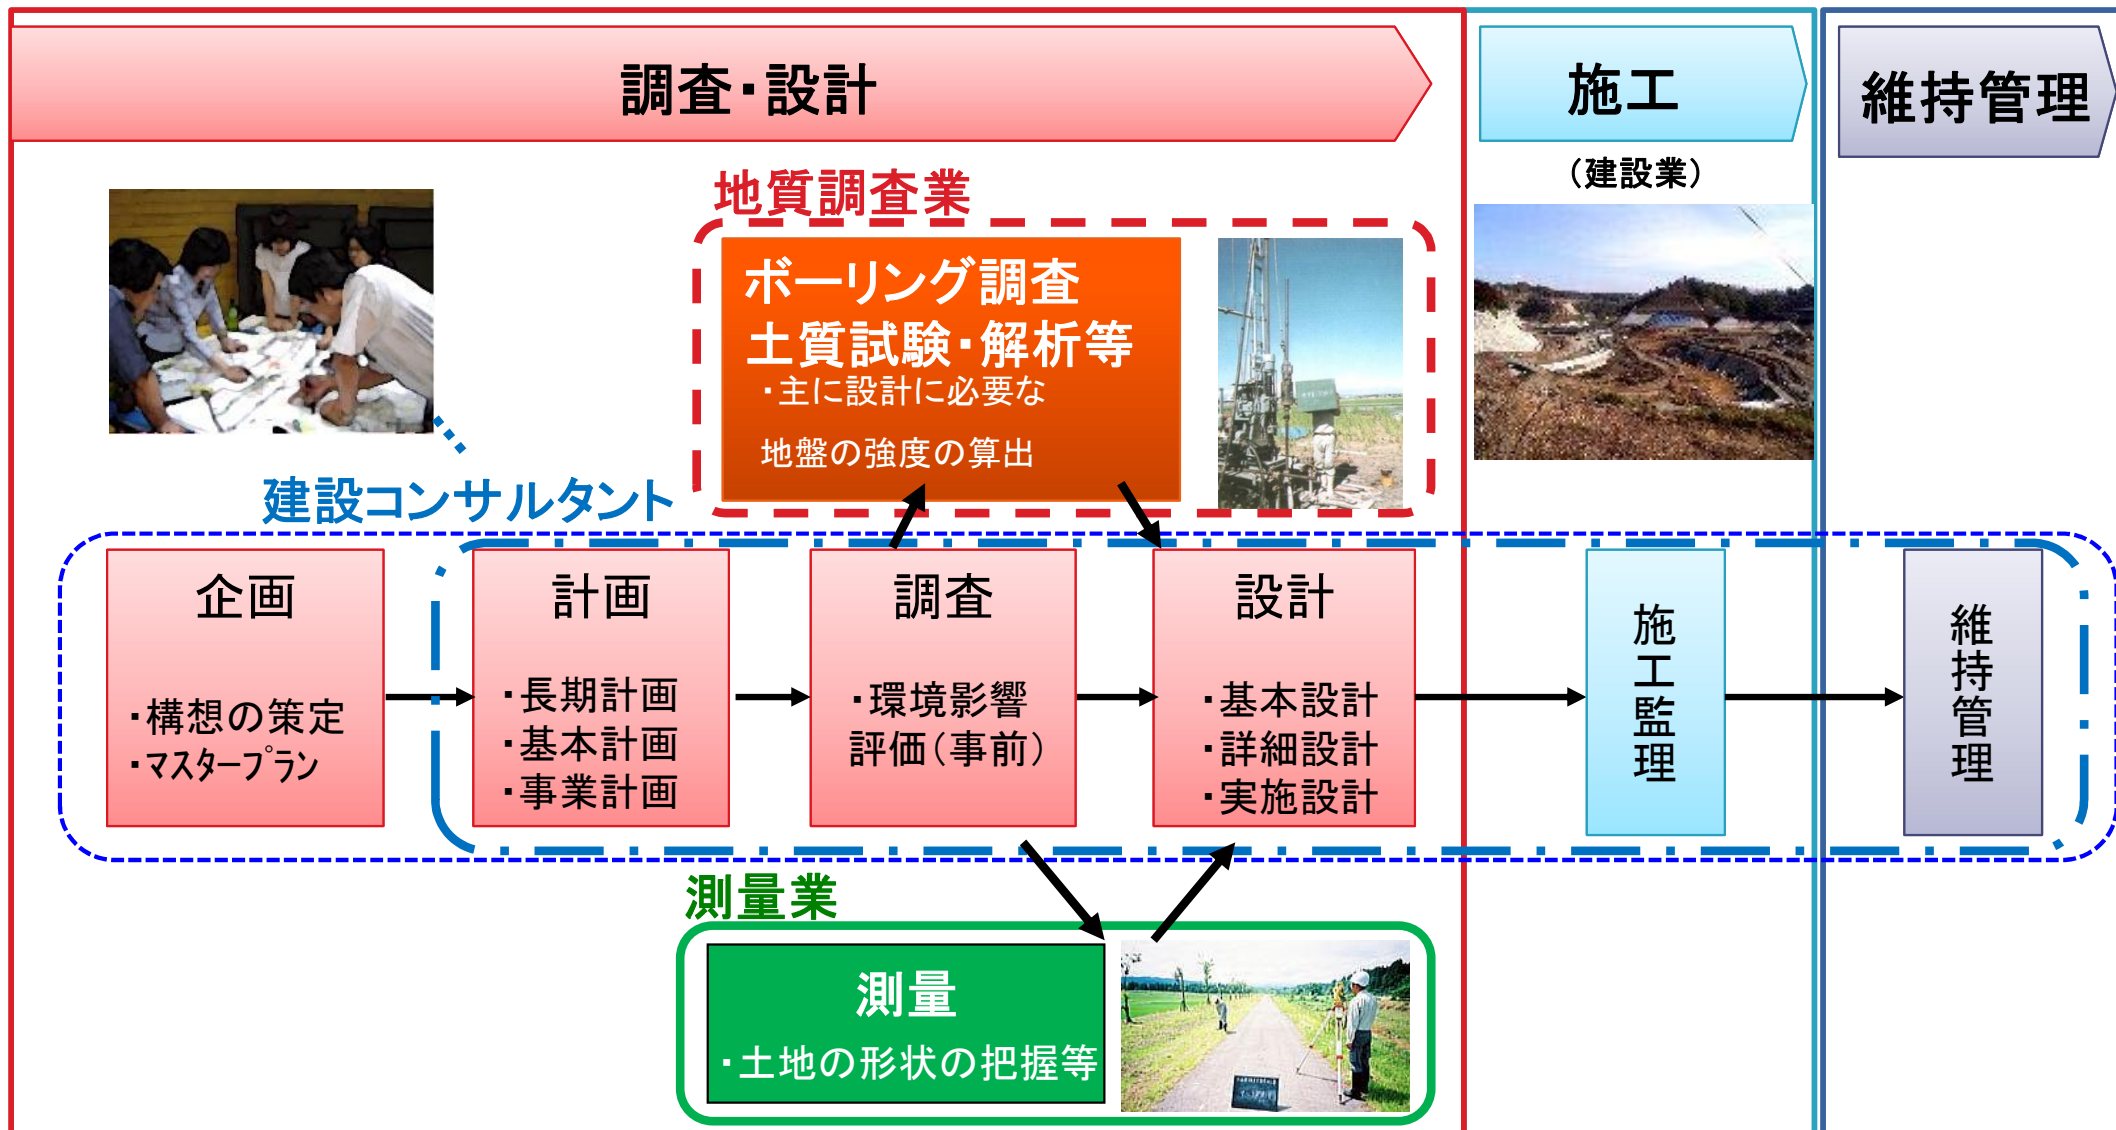 調査・設計
施工
(建設業)
維持管理
地質調査業
ボーリング調査
土質試験・解析等
・主に設計に必要な
地盤の強度の算出
建設コンサルタント
企画
・構想の策定
・マスタープラン
計画
・長期計画
・基本計画
・事業計画
調査
・環境影響
評価(事前)
設計
・基本設計
・詳細設計
・実施設計
施工監理
維持管理
測量業
測量
・土地の形状の把握等